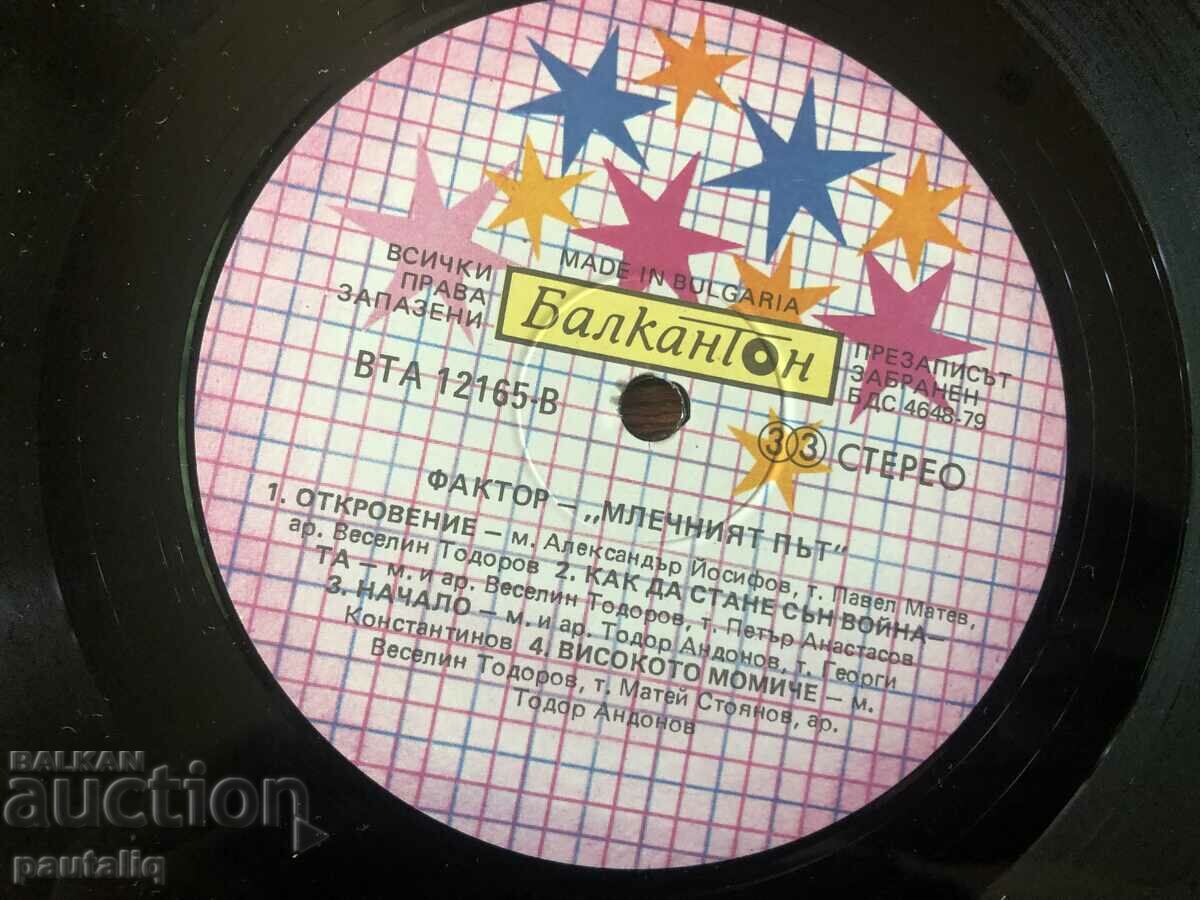 MADE IN BULGARIA
ВСИЧКИ
ПРАВА
ЗАПАЗЕНИ
Балкантон
ПРЕЗАПИСЪТ
ЗАБРАНЕН
БДС 4648-79
ВТА 12165-В
33 СТЕРЕО
ФАКТОР – „МЛЕЧНИЯТ ПЪТ“
1. ОТКРОВЕНИЕ – м. Александър Йосифов, т. Павел Матев,
ар. Веселин Тодоров 2. КАК ДА СТАНЕ СЪН ВОЙНА–
ТА – м. и ар. Веселин Тодоров, т. Петър Анастасов
3. НАЧАЛО – м. и ар. Тодор Андонов, т. Георги
Константинов 4. ВИСОКОТО МОМИЧЕ – м.
Веселин Тодоров, т. Матей Стоянов, ар.
Тодор Андонов
BALKAN
auction
pautaliq